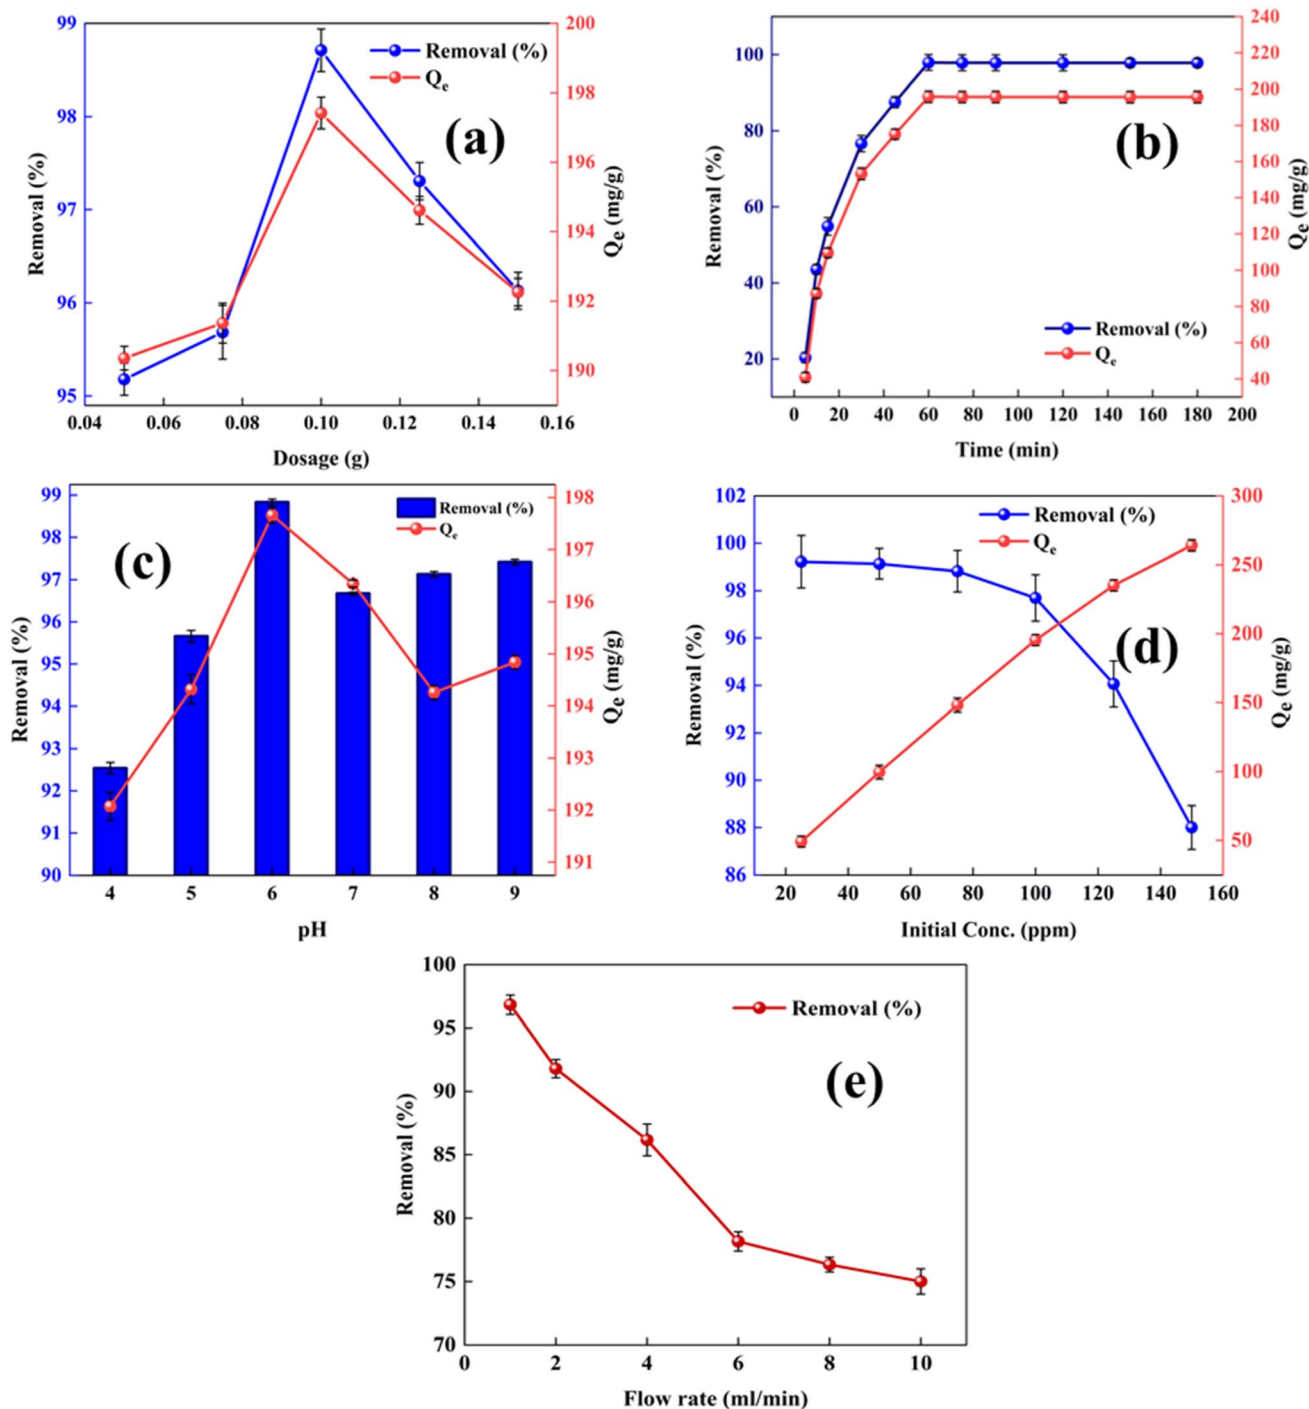 99
98
97
96
95
Removal (%)
200
198
196
194
192
190
Qe (mg/g)
Removal (%)
Qe
(a)
0.04 0.06 0.08 0.10 0.12 0.14 0.16
Dosage (g)
100
80
60
40
20
Removal (%)
240
220
200
180
160
140
120
100
80
60
40
Qe (mg/g)
(b)
Removal (%)
Qe
0 20 40 60 80 100 120 140 160 180 200
Time (min)
99
98
97
96
95
94
93
92
91
90
Removal (%)
198
197
196
195
194
193
192
191
Qe (mg/g)
Removal (%)
Qe
(c)
4 5 6 7 8 9
pH
102
100
98
96
94
92
90
88
86
Removal (%)
300
250
200
150
100
50
Qe (mg/g)
Removal (%)
Qe
(d)
20 40 60 80 100 120 140 160
Initial Conc. (ppm)
100
95
90
85
80
75
70
Removal (%)
Removal (%)
(e)
0 2 4 6 8 10
Flow rate (ml/min)